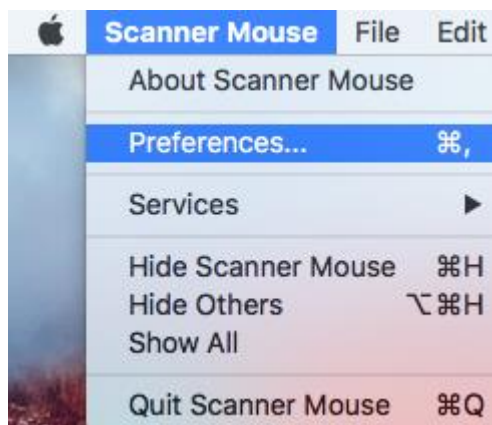 Scanner Mouse File Edit
About Scanner Mouse
Preferences... ⌘,
Services ▶
Hide Scanner Mouse ⌘H
Hide Others ⌥⌘H
Show All
Quit Scanner Mouse ⌘Q